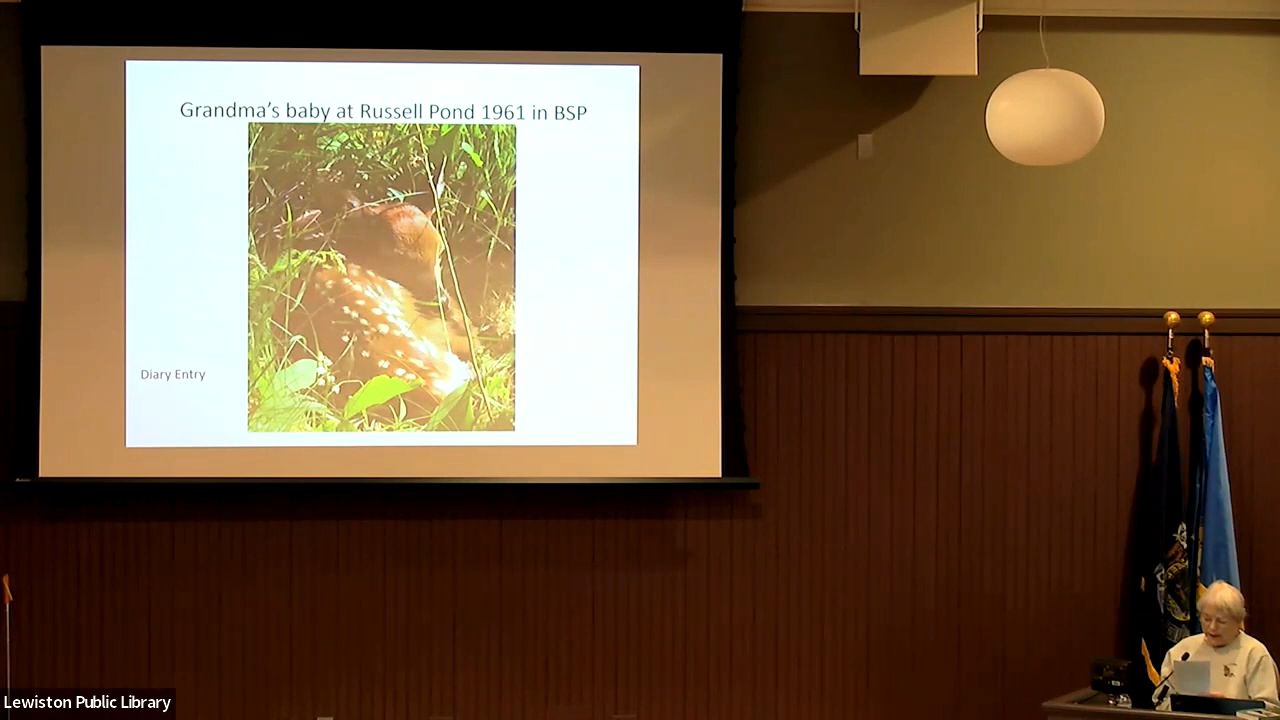 Grandma's baby at Russell Pond 1961 in BSP
Diary Entry
Lewiston Public Library